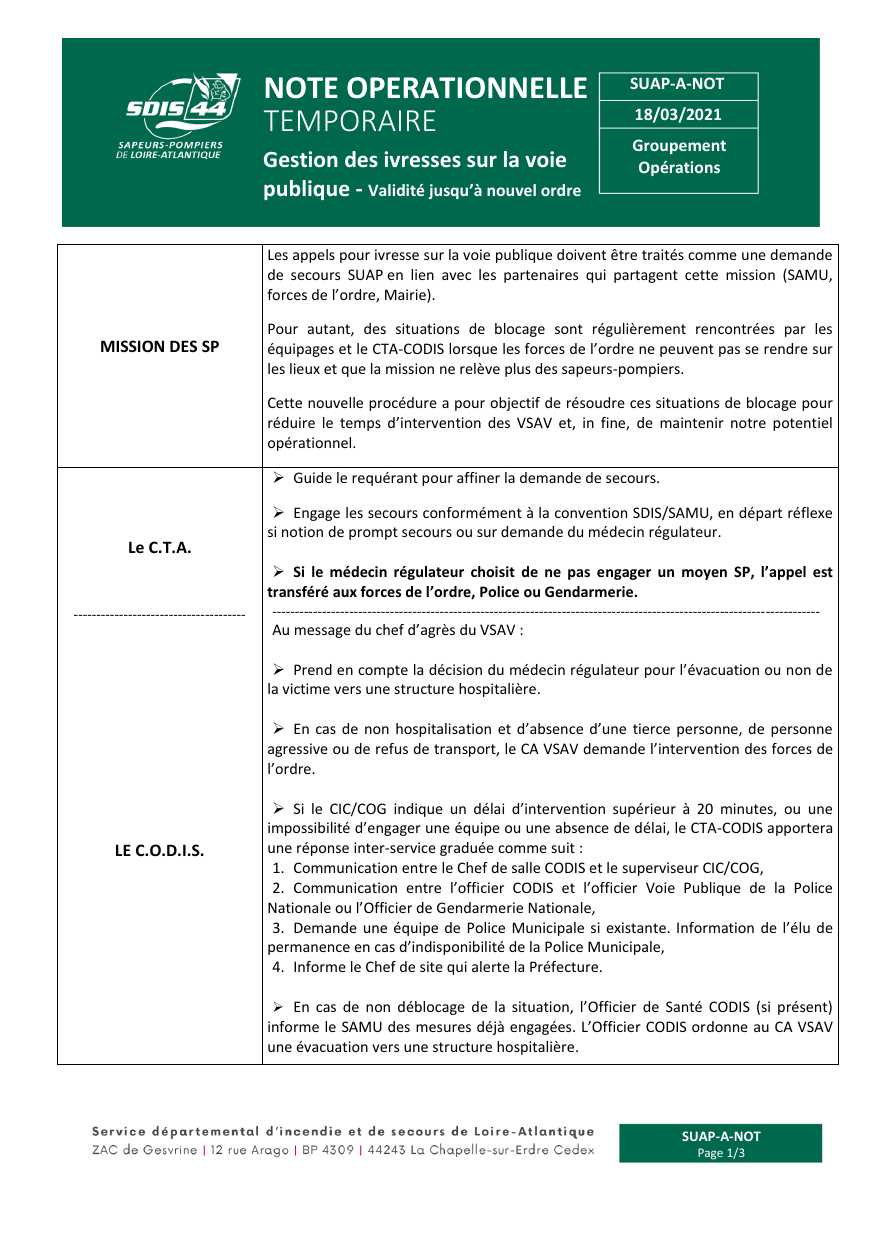 SDIS 44
SAPEURS-POMPIERS
DE LOIRE-ATLANTIQUE
NOTE OPERATIONNELLE
TEMPORAIRE
Gestion des ivresses sur la voie
publique - Validité jusqu’à nouvel ordre
SUAP-A-NOT
18/03/2021
Groupement
Opérations
MISSION DES SP
Les appels pour ivresse sur la voie publique doivent être traités comme une demande
de secours SUAP en lien avec les partenaires qui partagent cette mission (SAMU,
forces de l’ordre, Mairie).
Pour autant, des situations de blocage sont régulièrement rencontrées par les
équipages et le CTA-CODIS lorsque les forces de l’ordre ne peuvent pas se rendre sur
les lieux et que la mission ne relève plus des sapeurs-pompiers.
Cette nouvelle procédure a pour objectif de résoudre ces situations de blocage pour
réduire le temps d’intervention des VSAV et, in fine, de maintenir notre potentiel
opérationnel.
Le C.T.A.
➢ Guide le requérant pour affiner la demande de secours.
➢ Engage les secours conformément à la convention SDIS/SAMU, en départ réflexe
si notion de prompt secours ou sur demande du médecin régulateur.
➢ Si le médecin régulateur choisit de ne pas engager un moyen SP, l’appel est
transféré aux forces de l’ordre, Police ou Gendarmerie.
LE C.O.D.I.S.
Au message du chef d’agrès du VSAV :
➢ Prend en compte la décision du médecin régulateur pour l’évacuation ou non de
la victime vers une structure hospitalière.
➢ En cas de non hospitalisation et d’absence d’une tierce personne, de personne
agressive ou de refus de transport, le CA VSAV demande l’intervention des forces de
l’ordre.
➢ Si le CIC/COG indique un délai d’intervention supérieur à 20 minutes, ou une
impossibilité d’engager une équipe ou une absence de délai, le CTA-CODIS apportera
une réponse inter-service graduée comme suit :
1. Communication entre le Chef de salle CODIS et le superviseur CIC/COG,
2. Communication entre l’officier CODIS et l’officier Voie Publique de la Police
Nationale ou l’Officier de Gendarmerie Nationale,
3. Demande une équipe de Police Municipale si existante. Information de l’élu de
permanence en cas d’indisponibilité de la Police Municipale,
4. Informe le Chef de site qui alerte la Préfecture.
➢ En cas de non déblocage de la situation, l’Officier de Santé CODIS (si présent)
informe le SAMU des mesures déjà engagées. L’Officier CODIS ordonne au CA VSAV
une évacuation vers une structure hospitalière.
Service départemental d’incendie et de secours de Loire-Atlantique
ZAC de Gesvrine | 12 rue Arago | BP 4309 | 44243 La Chapelle-sur-Erdre Cedex
SUAP-A-NOT
Page 1/3